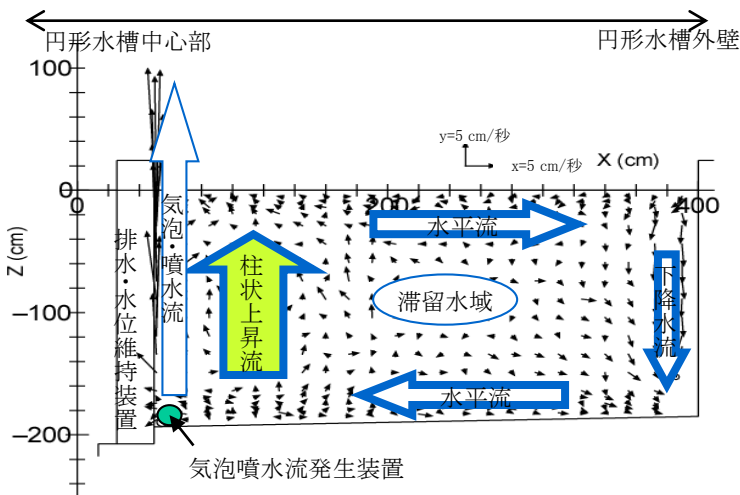 円形水槽中心部
円形水槽外壁
100
y=5 cm/秒
x=5 cm/秒
X (cm)
0
0
200
400
Z (cm)
気泡・噴水流
水平流
排水・水位維持装置
柱状上昇流
下降水流
滞留水域
−100
水平流
−200
気泡噴水流発生装置